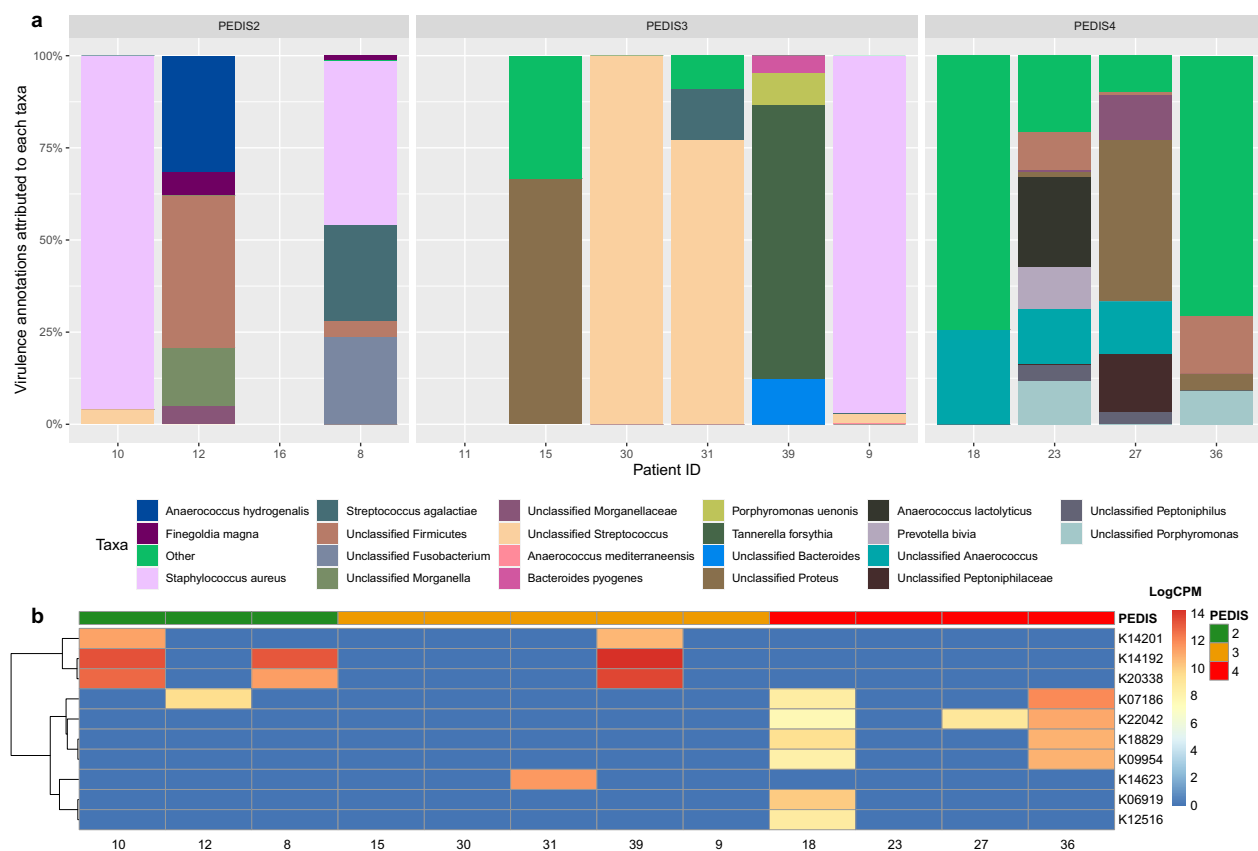 a
PEDIS2 PEDIS3 PEDIS4
100%
75%
50%
25%
0%
Virulence annotations attributed to each taxa
10 12 16 8 11 15 30 31 39 9 18 23 27 36
Patient ID
Taxa
Anaerococcus hydrogenalis Streptococcus agalactiae Unclassified Morganellaceae Porphyromonas uenonis Anaerococcus lactolyticus Unclassified Peptoniphilus
Finegoldia magna Unclassified Firmicutes Unclassified Streptococcus Tannerella forsythia Prevotella bivia Unclassified Porphyromonas
Other Unclassified Fusobacterium Anaerococcus mediterraneensis Unclassified Bacteroides Unclassified Anaerococcus
Staphylococcus aureus Unclassified Morganella Bacteroides pyogenes Unclassified Proteus Unclassified Peptoniphilaceae
b
PEDIS
K14201
K14192
K20338
K07186
K22042
K18829
K09954
K14623
K06919
K12516
10 12 8 15 30 31 39 9 18 23 27 36
LogCPM
14
12
10
8
6
4
2
0
PEDIS
2
3
4